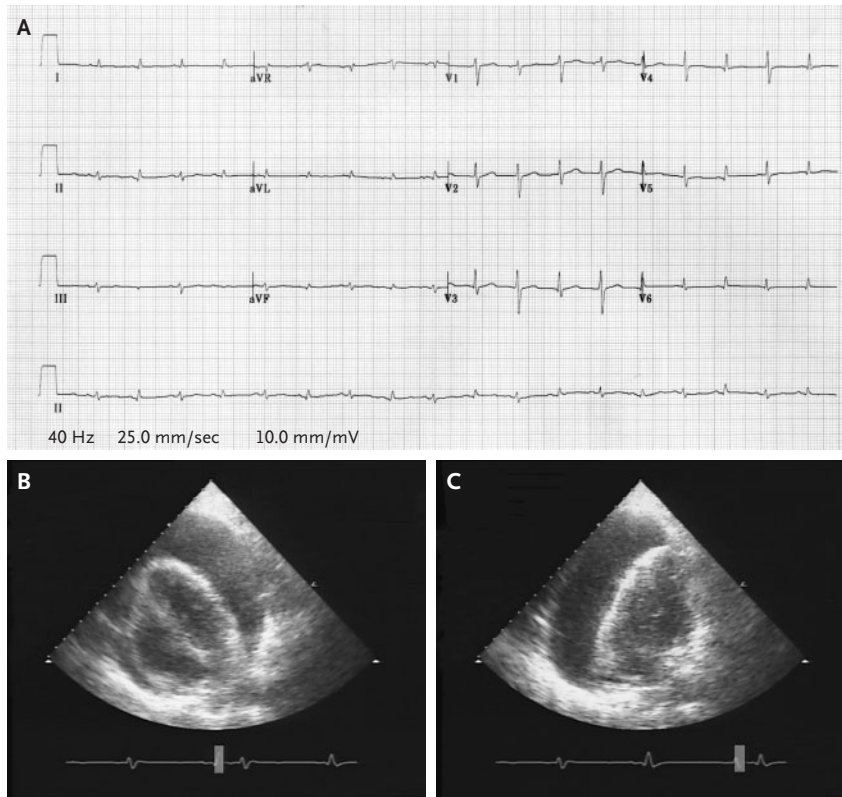 A
I aVR V1 V4
II aVL V2 V5
III aVF V3 V6
II
40 Hz 25.0 mm/sec 10.0 mm/mV
B C